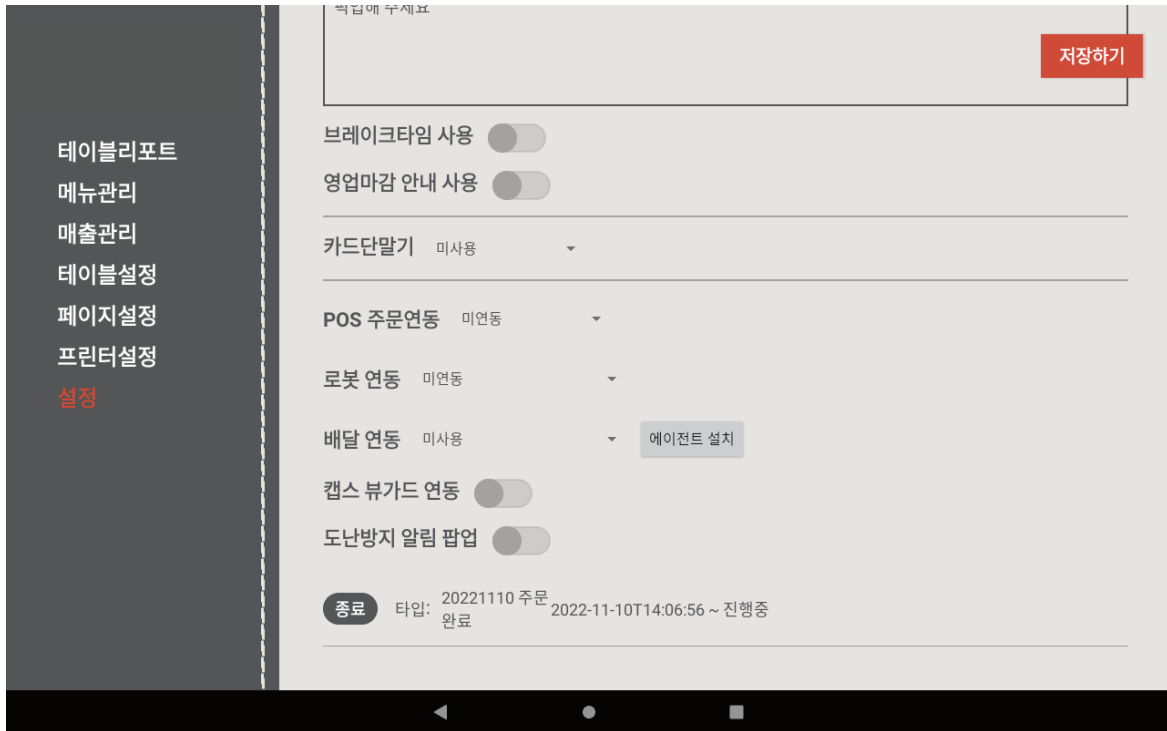 픽업해 주세요
저장하기
브레이크타임 사용
영업마감 안내 사용
카드단말기 미사용
POS 주문연동 미연동
로봇 연동 미연동
배달 연동 미사용 에이전트 설치
캡스 뷰가드 연동
도난방지 알림 팝업
종료 타입: 20221110 주문
완료 2022-11-10T14:06:56 ~ 진행중
테이블리포트
메뉴관리
매출관리
테이블설정
페이지설정
프린터설정
설정